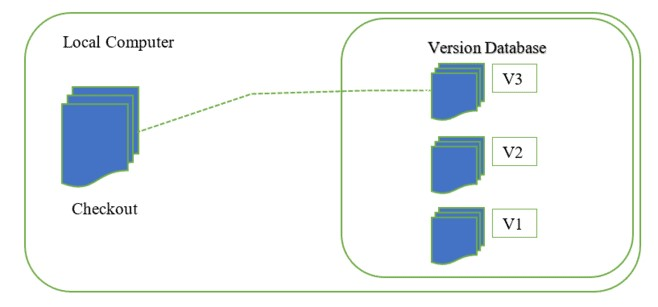 Local Computer
Version Database
V3
V2
V1
Checkout